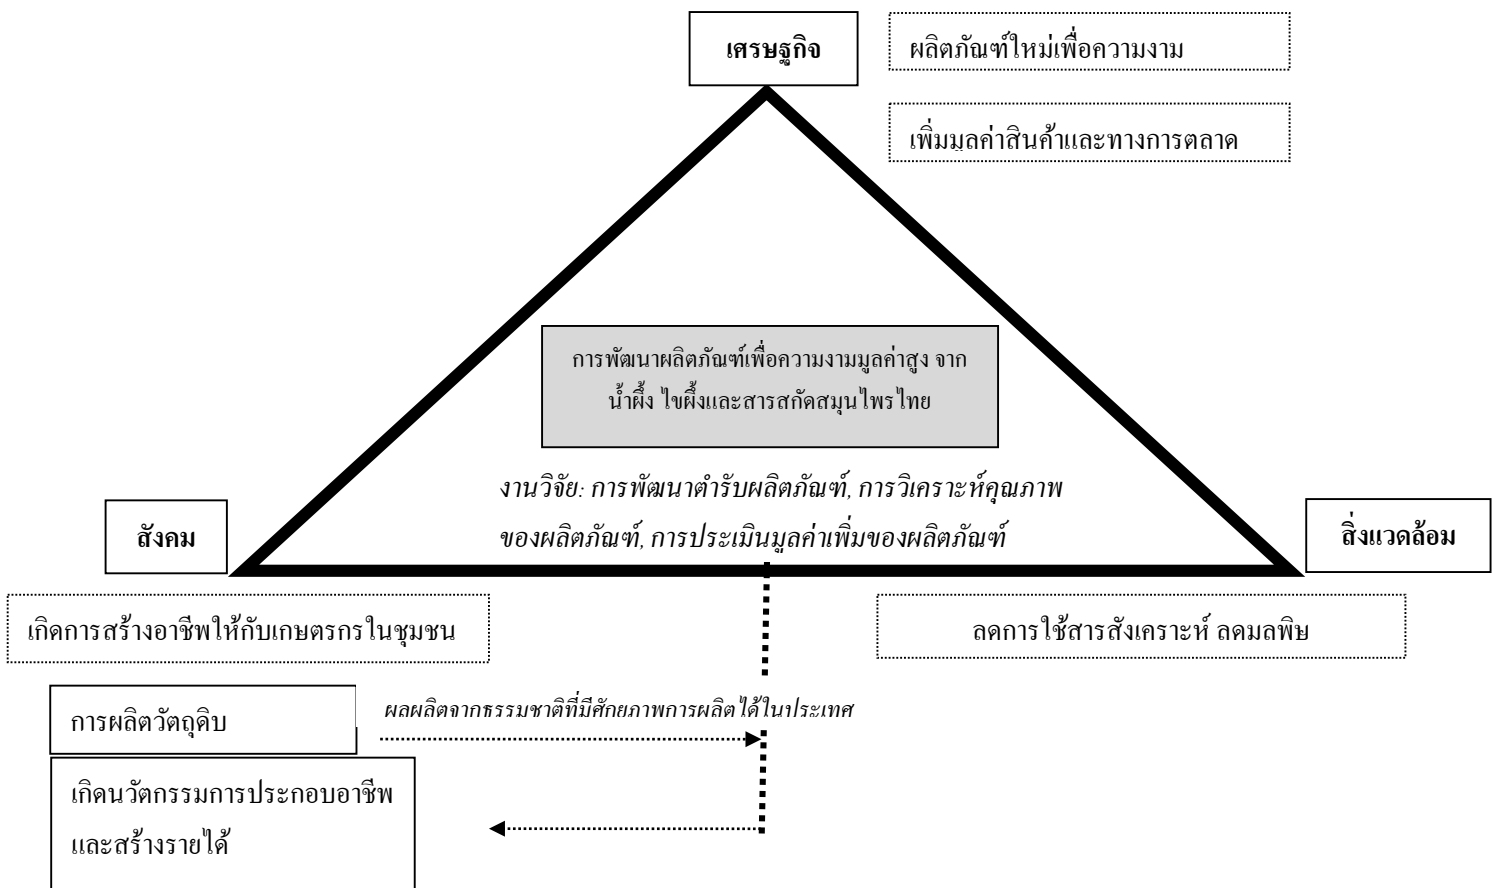 เศรษฐกิจ
ผลิตภัณฑ์ใหม่เพื่อความงาม
เพิ่มมูลค่าสินค้าและทางการตลาด
การพัฒนาผลิตภัณฑ์เพื่อความงามมูลค่าสูง จาก
น้ำผึ้ง ไขผึ้งและสารสกัดสมุนไพรไทย
งานวิจัย: การพัฒนาตำรับผลิตภัณฑ์, การวิเคราะห์คุณภาพ
ของผลิตภัณฑ์, การประเมินมูลค่าเพิ่มของผลิตภัณฑ์
สังคม
สิ่งแวดล้อม
เกิดการสร้างอาชีพให้กับเกษตรกรในชุมชน
ลดการใช้สารสังเคราะห์ ลดมลพิษ
การผลิตวัตถุดิบ
ผลผลิตจากธรรมชาติที่มีศักยภาพการผลิตได้ในประเทศ
เกิดนวัตกรรมการประกอบอาชีพ
และสร้างรายได้